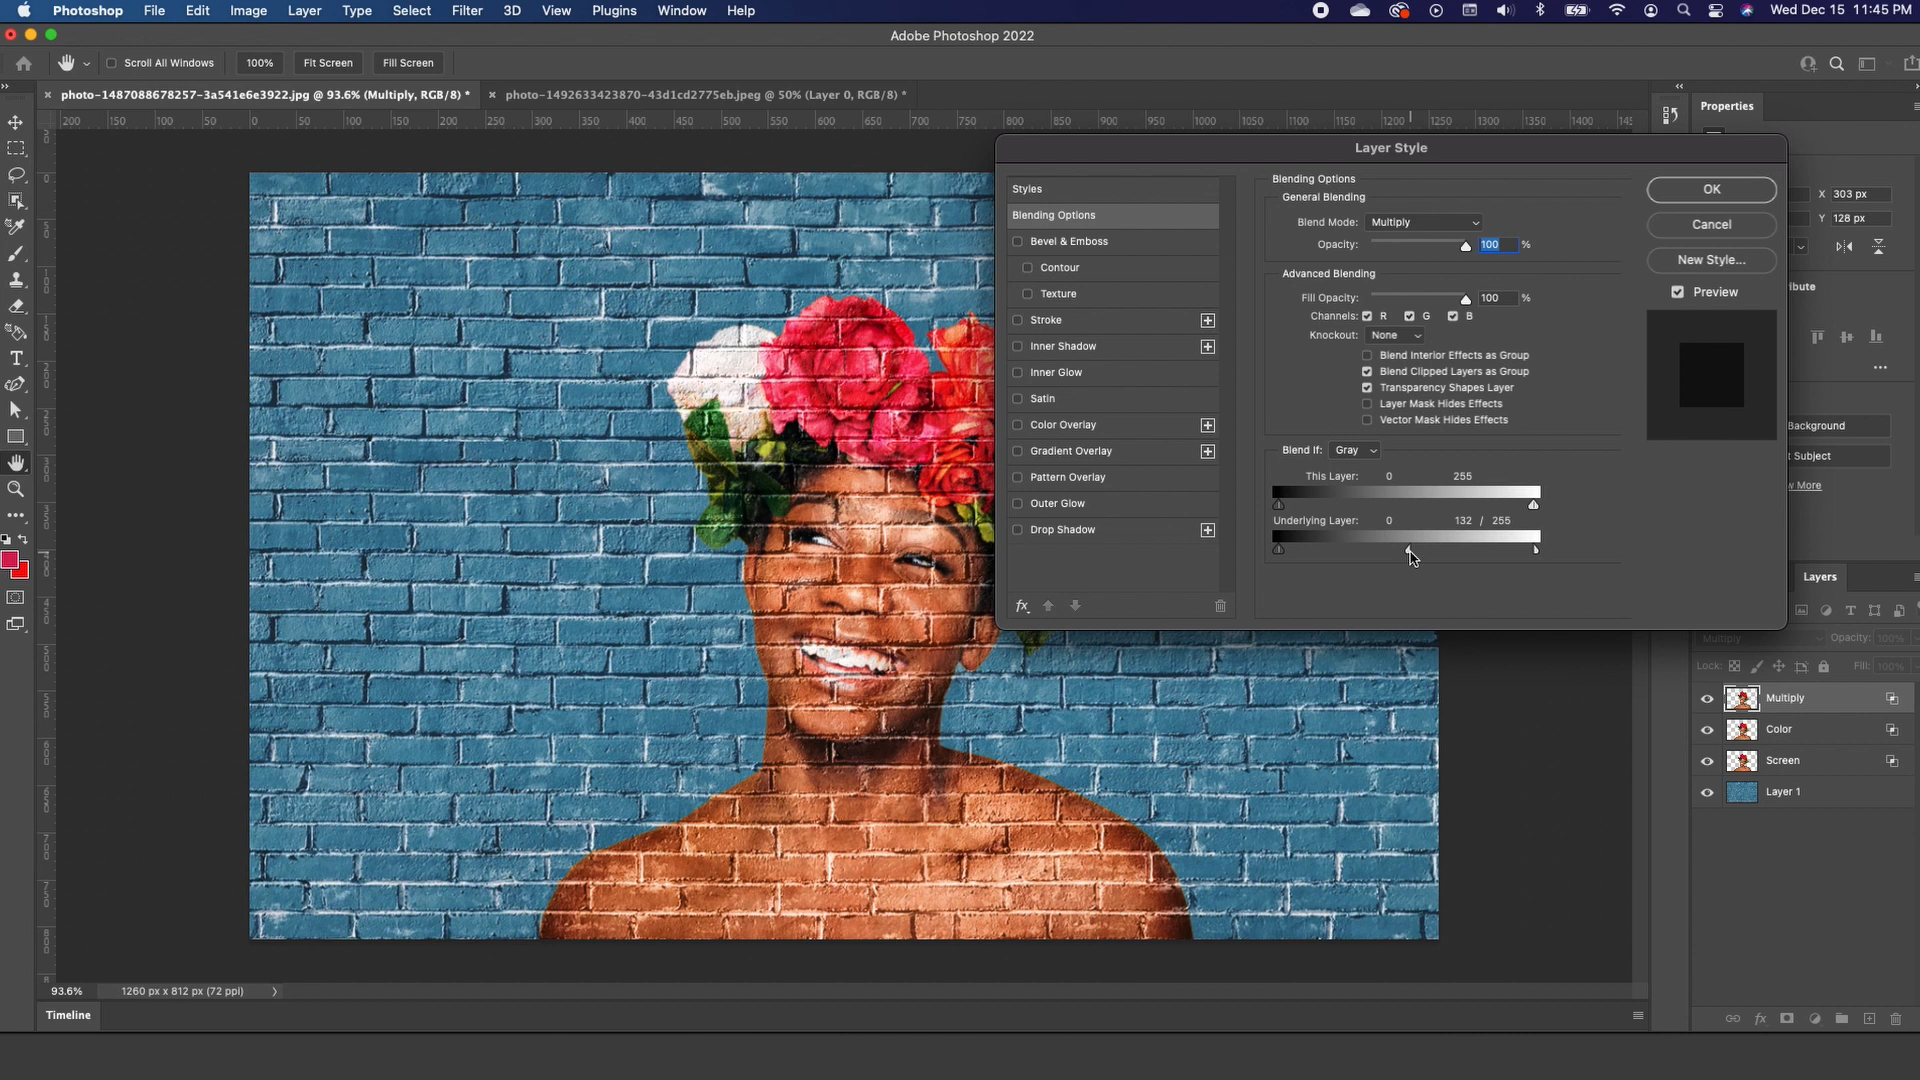 Photoshop File Edit Image Layer Type Select Filter 3D View Plugins Window Help Wed Dec 15 11:45 PM
Adobe Photoshop 2022
Scroll All Windows 100% Fit Screen Fill Screen
photo-1487088678257-3a541e6e3922.jpg @ 93.6% (Multiply, RGB/8) * photo-1492633423870-43d1cd2775eb.jpeg @ 50% (Layer 0, RGB/8) *
Properties
200 150 100 50 0 50 100 150 200 250 300 350 400 450 500 550 600 650 700 750 800 850 900 950 1000 1050 1100 1150 1200 1250 1300 1350 1400
Layer Style
Styles
Blending Options
Bevel & Emboss
Contour
Texture
Stroke
Inner Shadow
Inner Glow
Satin
Color Overlay
Gradient Overlay
Pattern Overlay
Outer Glow
Drop Shadow
fx
Blending Options
General Blending
Blend Mode: Multiply
Opacity: 100 %
Advanced Blending
Fill Opacity: 100 %
Channels: R G B
Knockout: None
Blend Interior Effects as Group
Blend Clipped Layers as Group
Transparency Shapes Layer
Layer Mask Hides Effects
Vector Mask Hides Effects
Blend If: Gray
This Layer: 0 255
Underlying Layer: 0 132 / 255
OK
Cancel
New Style...
Preview
X 303 px
Y 128 px
Background
Subject
More
Layers
Multiply Opacity: 100%
Lock: Fill: 100%
Multiply
Color
Screen
Layer 1
fx
93.6% 1260 px x 812 px (72 ppi)
Timeline